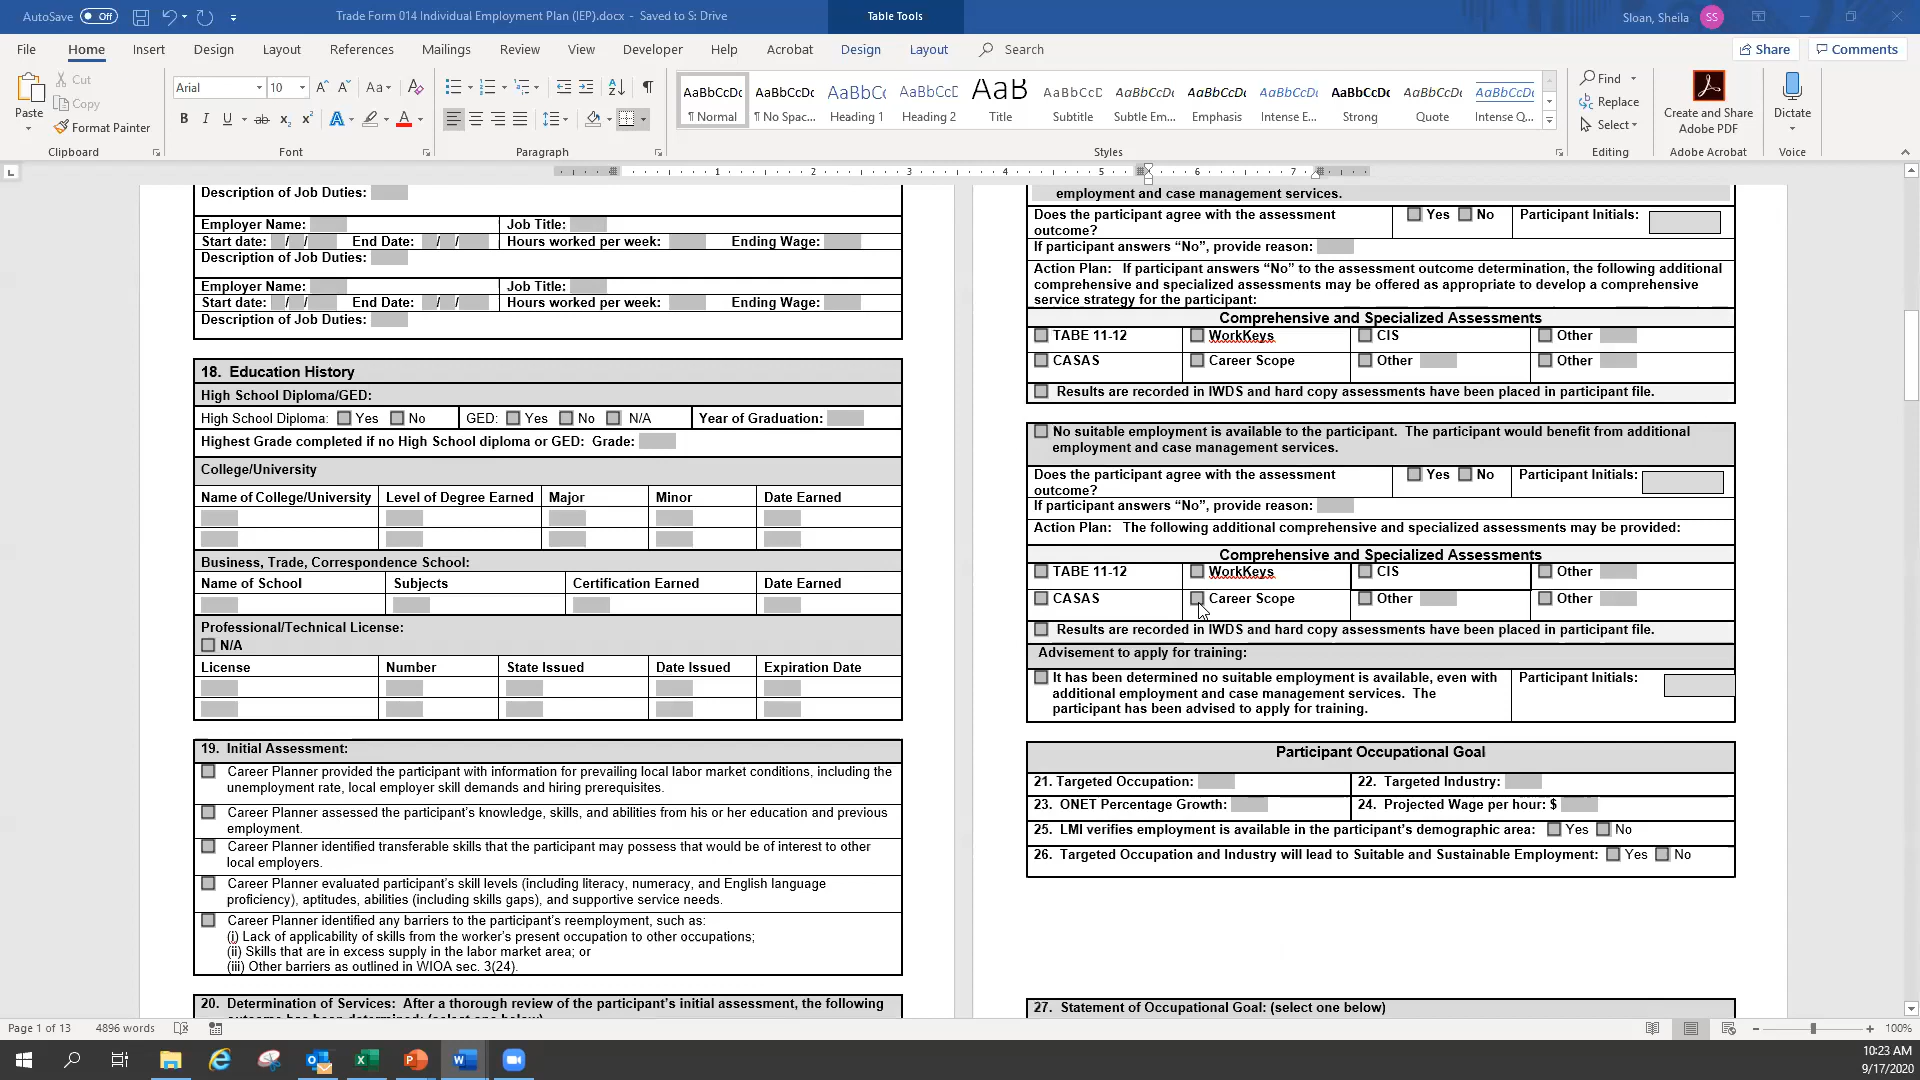 AutoSave Off
Trade Form 014 Individual Employment Plan (IEP).docx - Saved to S: Drive
Table Tools
Sloan, Sheila SS
File Home Insert Design Layout References Mailings Review View Developer Help Acrobat Design Layout Search
Share Comments
Paste
Cut
Copy
Format Painter
Clipboard
Arial 10
Font
Paragraph
AaBbCcDc AaBbCcDc AaBbCc AaBbCcD AaB AaBbCcD AaBbCcDc AaBbCcDc AaBbCcDc AaBbCcDc AaBbCcDc AaBbCcDc
¶ Normal ¶ No Spac... Heading 1 Heading 2 Title Subtitle Subtle Em... Emphasis Intense E... Strong Quote Intense Q...
Styles
Find
Replace
Select
Editing
Create and Share
Adobe PDF
Adobe Acrobat
Dictate
Voice
1 2 3 4 5 6 7
Description of Job Duties:
Employer Name: Job Title:
Start date: / / End Date: / / Hours worked per week: Ending Wage:
Description of Job Duties:
Employer Name: Job Title:
Start date: / / End Date: / / Hours worked per week: Ending Wage:
Description of Job Duties:
18. Education History
High School Diploma/GED:
High School Diploma: Yes No GED: Yes No N/A Year of Graduation:
Highest Grade completed if no High School diploma or GED: Grade:
College/University
Name of College/University Level of Degree Earned Major Minor Date Earned
Business, Trade, Correspondence School:
Name of School Subjects Certification Earned Date Earned
Professional/Technical License:
N/A
License Number State Issued Date Issued Expiration Date
19. Initial Assessment:
Career Planner provided the participant with information for prevailing local labor market conditions, including the
unemployment rate, local employer skill demands and hiring prerequisites.
Career Planner assessed the participant's knowledge, skills, and abilities from his or her education and previous
employment.
Career Planner identified transferable skills that the participant may possess that would be of interest to other
local employers.
Career Planner evaluated participant's skill levels (including literacy, numeracy, and English language
proficiency), aptitudes, abilities (including skills gaps), and supportive service needs.
Career Planner identified any barriers to the participant's reemployment, such as:
(i) Lack of applicability of skills from the worker's present occupation to other occupations;
(ii) Skills that are in excess supply in the labor market area; or
(iii) Other barriers as outlined in WIOA sec. 3(24).
20. Determination of Services: After a thorough review of the participant's initial assessment, the following
outcome has been determined: (select one below)
employment and case management services.
Does the participant agree with the assessment
outcome?
Yes No Participant Initials:
If participant answers “No”, provide reason:
Action Plan: If participant answers “No” to the assessment outcome determination, the following additional
comprehensive and specialized assessments may be offered as appropriate to develop a comprehensive
service strategy for the participant:
Comprehensive and Specialized Assessments
TABE 11-12 WorkKeys CIS Other
CASAS Career Scope Other Other
Results are recorded in IWDS and hard copy assessments have been placed in participant file.
No suitable employment is available to the participant. The participant would benefit from additional
employment and case management services.
Does the participant agree with the assessment
outcome?
Yes No Participant Initials:
If participant answers “No”, provide reason:
Action Plan: The following additional comprehensive and specialized assessments may be provided:
Comprehensive and Specialized Assessments
TABE 11-12 WorkKeys CIS Other
CASAS Career Scope Other Other
Results are recorded in IWDS and hard copy assessments have been placed in participant file.
Advisement to apply for training:
It has been determined no suitable employment is available, even with
additional employment and case management services. The
participant has been advised to apply for training.
Participant Initials:
Participant Occupational Goal
21. Targeted Occupation: 22. Targeted Industry:
23. ONET Percentage Growth: 24. Projected Wage per hour: $
25. LMI verifies employment is available in the participant's demographic area: Yes No
26. Targeted Occupation and Industry will lead to Suitable and Sustainable Employment: Yes No
27. Statement of Occupational Goal: (select one below)
Page 1 of 13 4896 words
100%
10:23 AM
9/17/2020